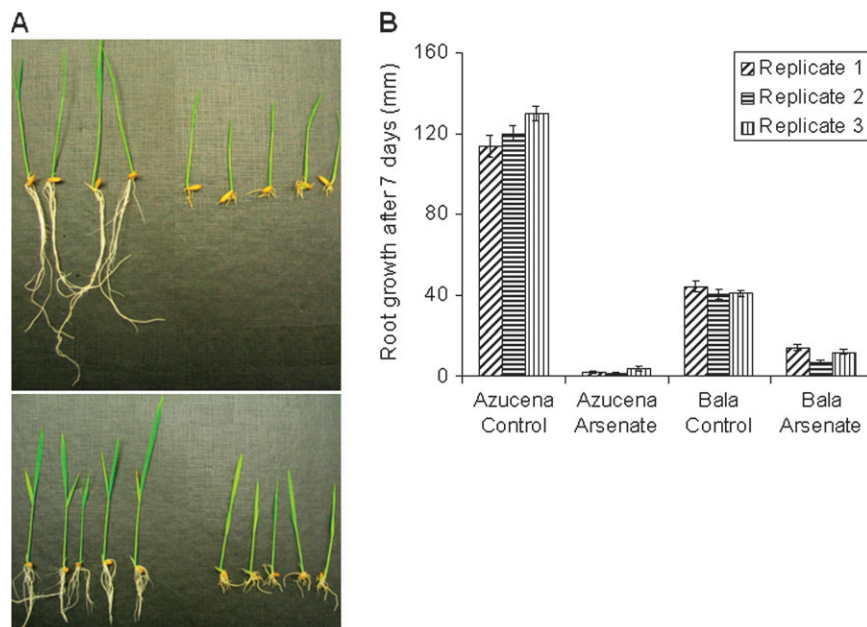 A
B
Root growth after 7 days (mm)
160
120
80
40
0
Replicate 1
Replicate 2
Replicate 3
Azucena
Control
Azucena
Arsenate
Bala
Control
Bala
Arsenate